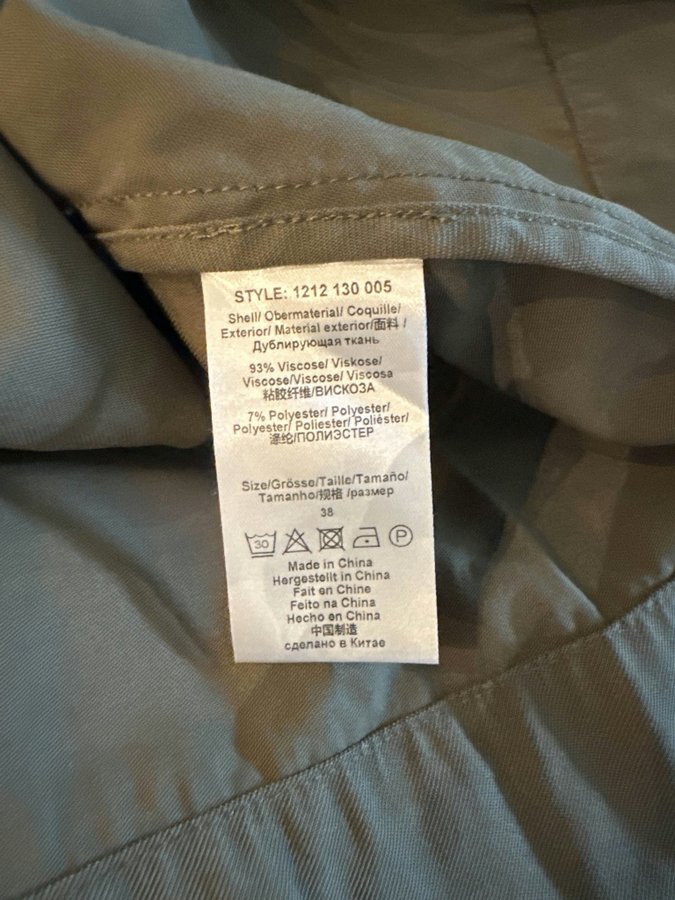 STYLE: 1212 130 005
Shell/ Obermaterial/ Coquille/
Exterior/ Material exterior/面料 /
Дублирующая ткань
93% Viscose/ Viskose/
Viscose/Viscose/ Viscosa
粘胶纤维/ВИСКОЗА
7% Polyester/ Polyester/
Polyester/ Poliester/ Poliéster/
涤纶/ПОЛИЭСТЕР
Size/Grösse/Taille/Tamaño/
Tamanho/规格 /размер
38
30
P
Made in China
Hergestellt in China
Fait en Chine
Feito na China
Hecho en China
中国制造
сделано в Китае